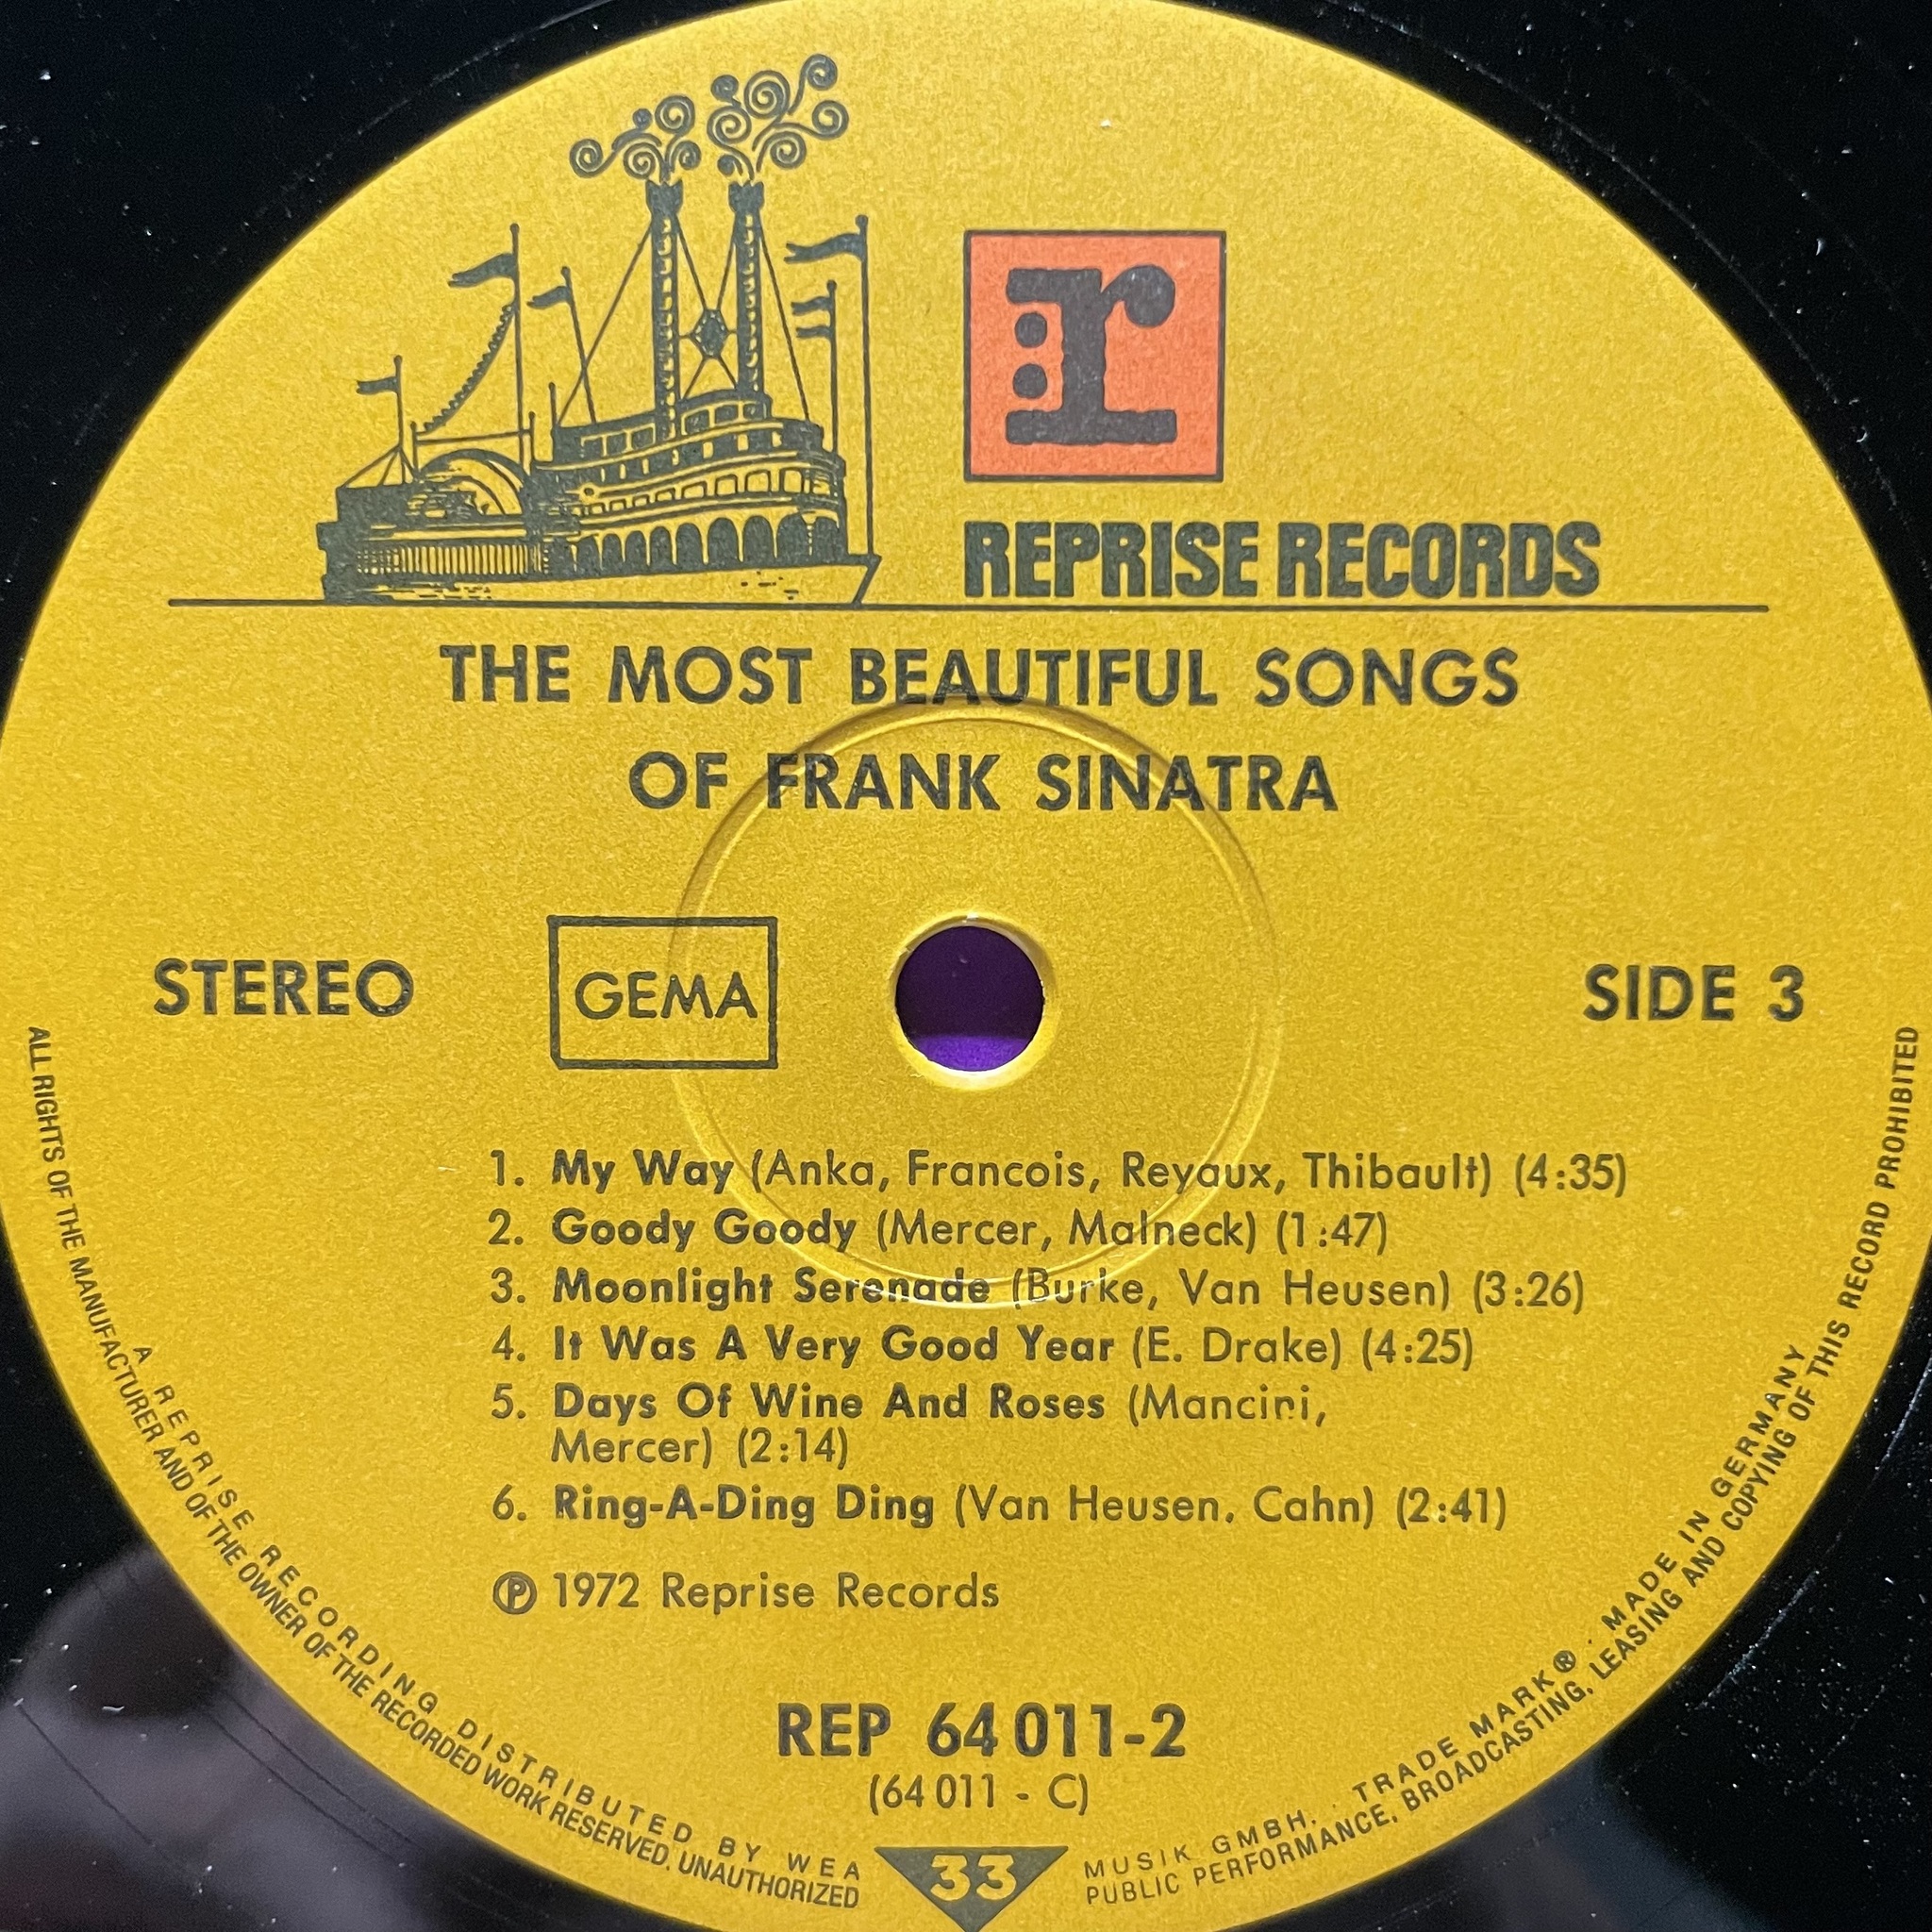 r
REPRISE RECORDS
THE MOST BEAUTIFUL SONGS
OF FRANK SINATRA
STEREO
GEMA
SIDE 3
1. My Way (Anka, Francois, Reyaux, Thibault) (4:35)
2. Goody Goody (Mercer, Malneck) (1:47)
3. Moonlight Serenade (Burke, Van Heusen) (3:26)
4. It Was A Very Good Year (E. Drake) (4:25)
5. Days Of Wine And Roses (Mancini,
Mercer) (2:14)
6. Ring-A-Ding Ding (Van Heusen, Cahn) (2:41)
℗ 1972 Reprise Records
REP 64 011-2
(64 011 - C)
33
A REPRISE RECORDING DISTRIBUTED BY WEA MUSIK GMBH. . TRADE MARK ® . MADE IN GERMANY
ALL RIGHTS OF THE MANUFACTURER AND OF THE OWNER OF THE RECORDED WORK RESERVED. UNAUTHORIZED PUBLIC PERFORMANCE, BROADCASTING, LEASING AND COPYING OF THIS RECORD PROHIBITED